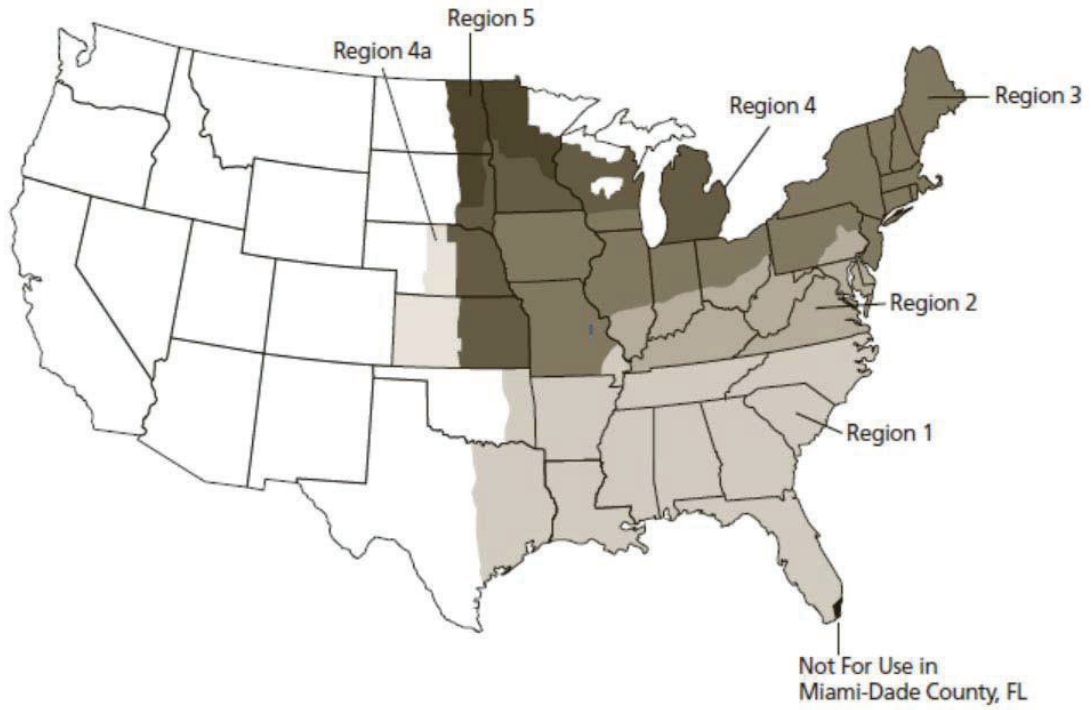 Region 5
Region 4a
Region 4
Region 3
Region 2
Region 1
Not For Use in
Miami-Dade County, FL